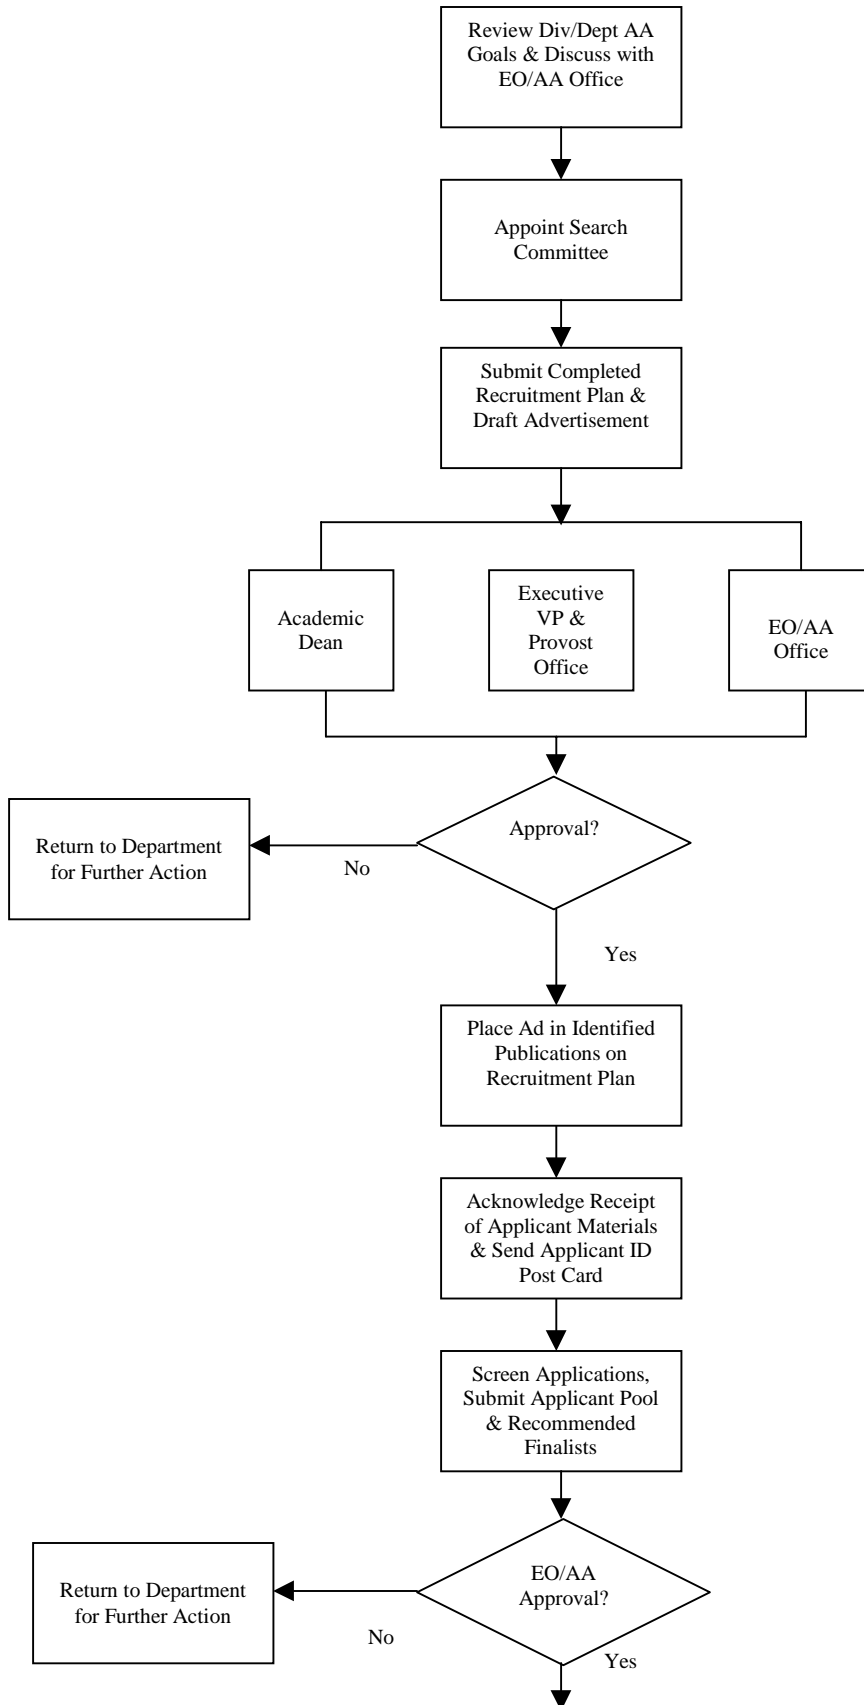 Review Div/Dept AA
Goals & Discuss with
EO/AA Office
Appoint Search
Committee
Submit Completed
Recruitment Plan &
Draft Advertisement
Academic
Dean
Executive
VP &
Provost
Office
EO/AA
Office
Approval?
Return to Department
for Further Action
No
Yes
Place Ad in Identified
Publications on
Recruitment Plan
Acknowledge Receipt
of Applicant Materials
& Send Applicant ID
Post Card
Screen Applications,
Submit Applicant Pool
& Recommended
Finalists
EO/AA
Approval?
Return to Department
for Further Action
No
Yes